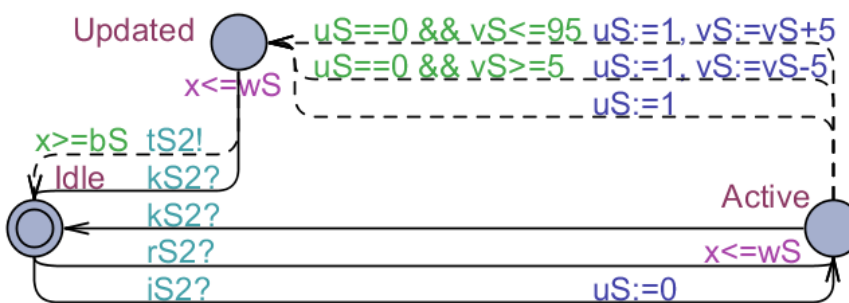 Updated
uS==0 && vS<=95 uS:=1, vS:=vS+5
x<=wS
uS==0 && vS>=5 uS:=1, vS:=vS-5
uS:=1
x>=bS tS2!
Idle kS2?
kS2?
Active
rS2?
x<=wS
iS2?
uS:=0